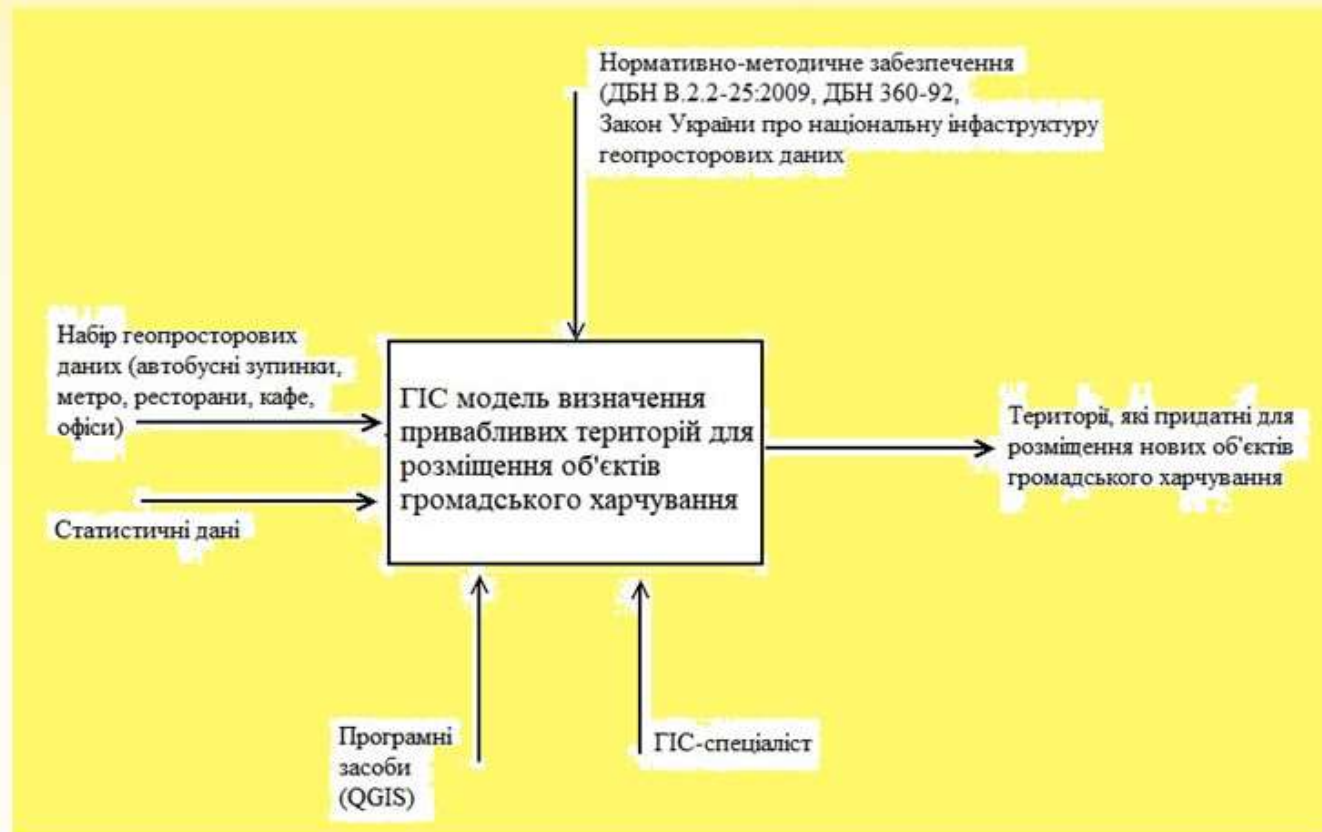 Нормативно-методичне забезпечення
(ДБН В.2.2-25:2009, ДБН 360-92,
Закон України про національну інфаструктуру
геопросторових даних
Набір геопросторових
даних (автобусні зупинки,
метро, ресторани, кафе,
офіси)
Статистичні дані
ГІС модель визначення
привабливих територій для
розміщення об'єктів
громадського харчування
Території, які придатні для
розміщення нових об'єктів
громадського харчування
Програмні
засоби
(QGIS)
ГІС-спеціаліст